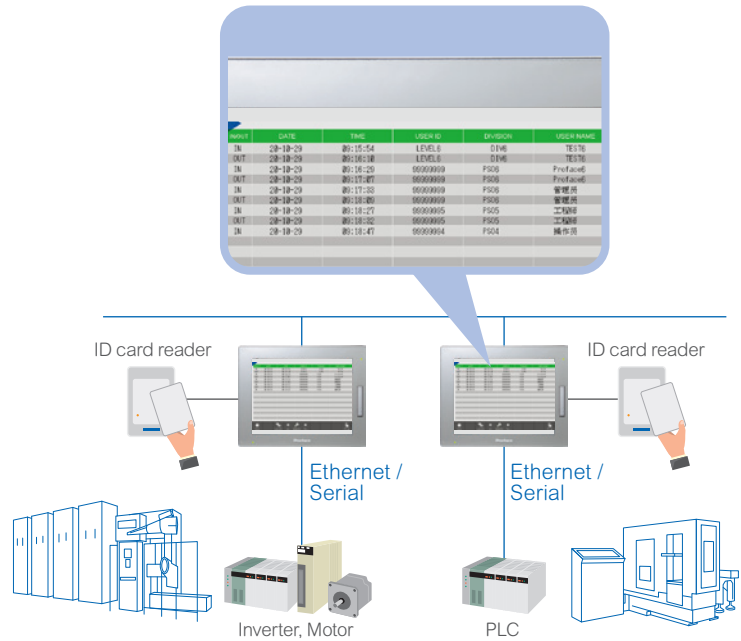 DATE TIME USER ID DIVISION USER NAME
IN 20-10-29 09:15:54 LEVEL6 DIV6 TEST6
OUT 20-10-29 09:16:10 LEVEL6 DIV6 TEST6
IN 20-10-29 09:16:29 99999999 PS06 Proface6
OUT 20-10-29 09:17:07 99999999 PS06 Proface6
IN 20-10-29 09:17:33 99999999 PS06 管理员
OUT 20-10-29 09:18:09 99999999 PS06 管理员
IN 20-10-29 09:18:27 99999995 PS05 工程师
OUT 20-10-29 09:18:32 99999995 PS05 工程师
IN 20-10-29 09:18:47 99999994 PS04 操作员
ID card reader
ID card reader
Ethernet /
Serial
Ethernet /
Serial
Inverter, Motor
PLC